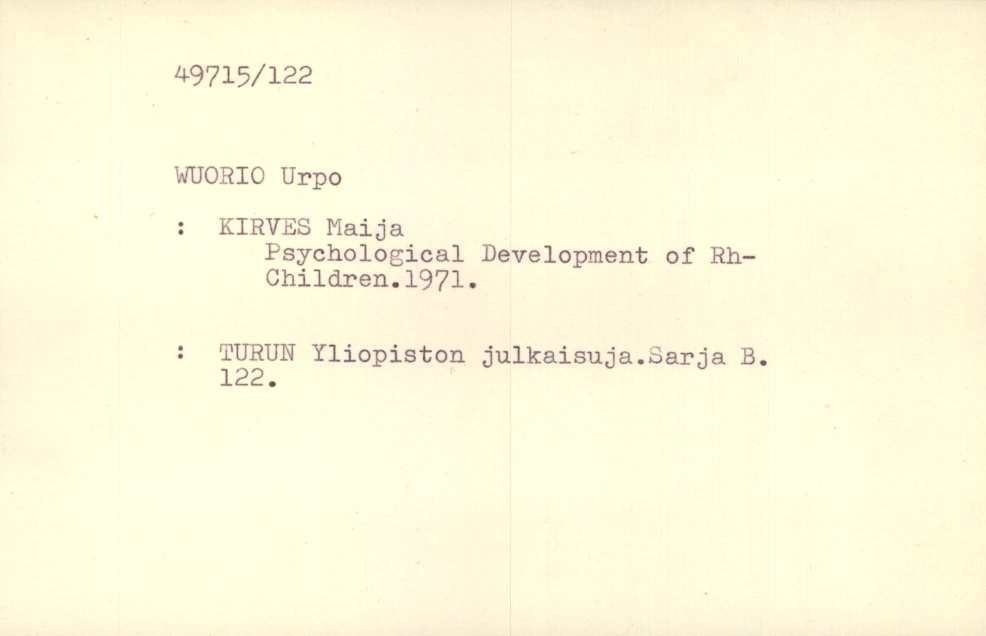 49715/122
WUORIO Urpo
: KIRVES Maija
Psychological Development of Rh-
Children.1971.
: TURUN Yliopiston julkaisuja.Sarja B.
122.